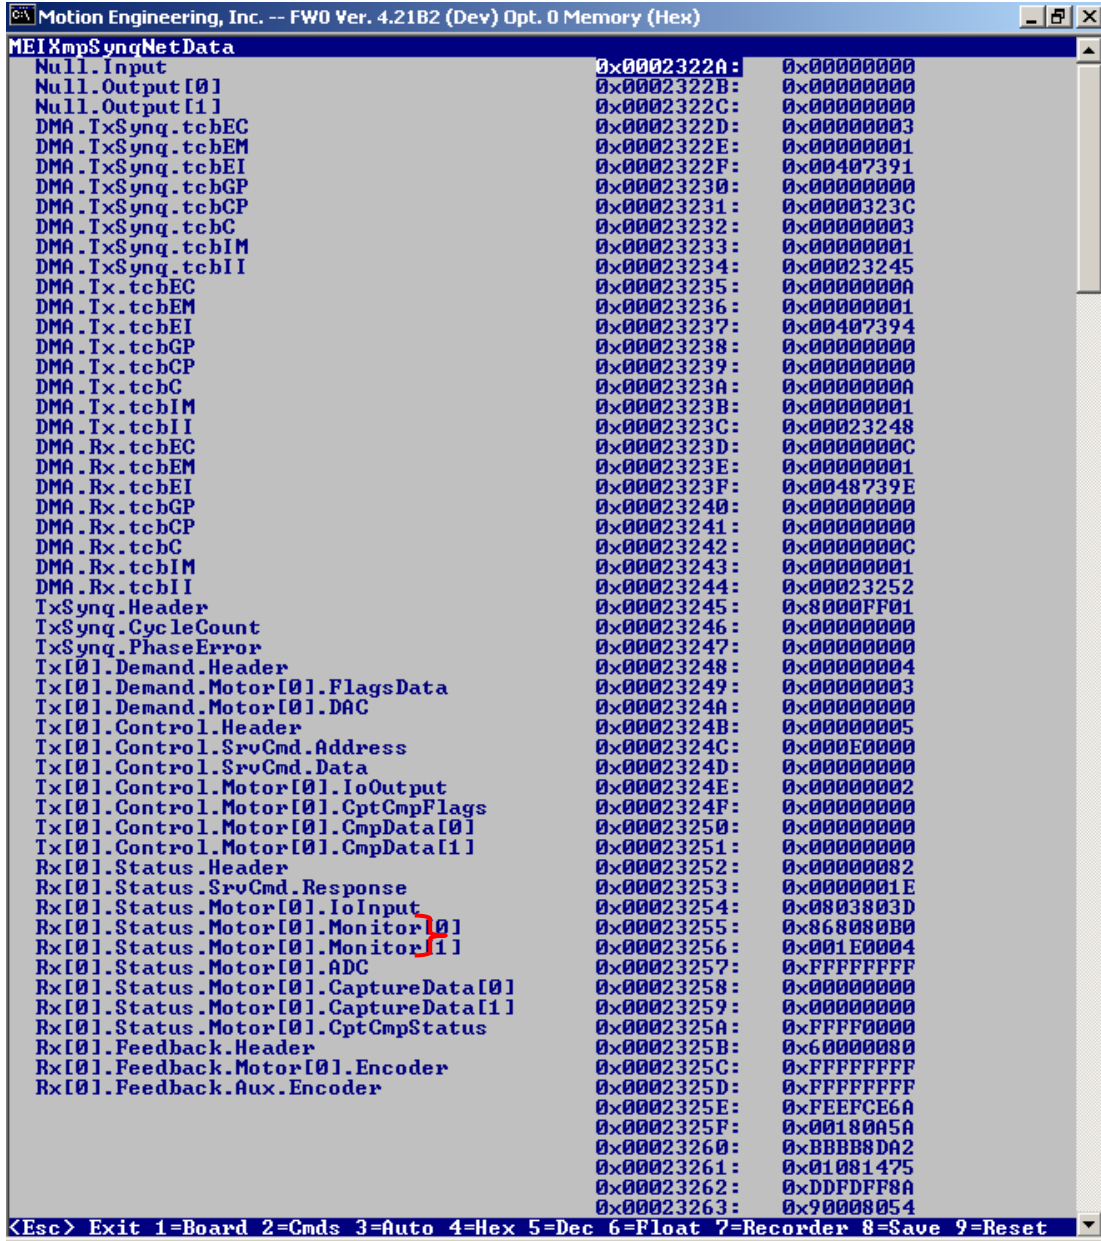 Motion Engineering, Inc. -- FW0 Ver. 4.21B2 (Dev) Opt. 0 Memory (Hex)
MEIXmpSynqNetData
Null.Input 0x0002322A: 0x00000000
Null.Output[0] 0x0002322B: 0x00000000
Null.Output[1] 0x0002322C: 0x00000000
DMA.TxSynq.tcbEC 0x0002322D: 0x00000003
DMA.TxSynq.tcbEM 0x0002322E: 0x00000001
DMA.TxSynq.tcbEI 0x0002322F: 0x00407391
DMA.TxSynq.tcbGP 0x00023230: 0x00000000
DMA.TxSynq.tcbCP 0x00023231: 0x0000323C
DMA.TxSynq.tcbC 0x00023232: 0x00000003
DMA.TxSynq.tcbIM 0x00023233: 0x00000001
DMA.TxSynq.tcbII 0x00023234: 0x00023245
DMA.Tx.tcbEC 0x00023235: 0x0000000A
DMA.Tx.tcbEM 0x00023236: 0x00000001
DMA.Tx.tcbEI 0x00023237: 0x00407394
DMA.Tx.tcbGP 0x00023238: 0x00000000
DMA.Tx.tcbCP 0x00023239: 0x00000000
DMA.Tx.tcbC 0x0002323A: 0x0000000A
DMA.Tx.tcbIM 0x0002323B: 0x00000001
DMA.Tx.tcbII 0x0002323C: 0x00023248
DMA.Rx.tcbEC 0x0002323D: 0x0000000C
DMA.Rx.tcbEM 0x0002323E: 0x00000001
DMA.Rx.tcbEI 0x0002323F: 0x0048739E
DMA.Rx.tcbGP 0x00023240: 0x00000000
DMA.Rx.tcbCP 0x00023241: 0x00000000
DMA.Rx.tcbC 0x00023242: 0x0000000C
DMA.Rx.tcbIM 0x00023243: 0x00000001
DMA.Rx.tcbII 0x00023244: 0x00023252
TxSynq.Header 0x00023245: 0x8000FF01
TxSynq.CycleCount 0x00023246: 0x00000000
TxSynq.PhaseError 0x00023247: 0x00000000
Tx[0].Demand.Header 0x00023248: 0x00000004
Tx[0].Demand.Motor[0].FlagsData 0x00023249: 0x00000003
Tx[0].Demand.Motor[0].DAC 0x0002324A: 0x00000000
Tx[0].Control.Header 0x0002324B: 0x00000005
Tx[0].Control.SrvCmd.Address 0x0002324C: 0x000E0000
Tx[0].Control.SrvCmd.Data 0x0002324D: 0x00000000
Tx[0].Control.Motor[0].IoOutput 0x0002324E: 0x00000002
Tx[0].Control.Motor[0].CptCmpFlags 0x0002324F: 0x00000000
Tx[0].Control.Motor[0].CmpData[0] 0x00023250: 0x00000000
Tx[0].Control.Motor[0].CmpData[1] 0x00023251: 0x00000000
Rx[0].Status.Header 0x00023252: 0x00000082
Rx[0].Status.SrvCmd.Response 0x00023253: 0x0000001E
Rx[0].Status.Motor[0].IoInput 0x00023254: 0x0803803D
Rx[0].Status.Motor[0].Monitor[0] 0x00023255: 0x868080B0
Rx[0].Status.Motor[0].Monitor[1] 0x00023256: 0x001E0004
Rx[0].Status.Motor[0].ADC 0x00023257: 0xFFFFFFFF
Rx[0].Status.Motor[0].CaptureData[0] 0x00023258: 0x00000000
Rx[0].Status.Motor[0].CaptureData[1] 0x00023259: 0x00000000
Rx[0].Status.Motor[0].CptCmpStatus 0x0002325A: 0xFFFF0000
Rx[0].Feedback.Header 0x0002325B: 0x60000080
Rx[0].Feedback.Motor[0].Encoder 0x0002325C: 0xFFFFFFFF
Rx[0].Feedback.Aux.Encoder 0x0002325D: 0xFFFFFFFF
0x0002325E: 0xFEEFCE6A
0x0002325F: 0x00180A5A
0x00023260: 0xBBBB8DA2
0x00023261: 0x01081475
0x00023262: 0xDDFDFF8A
0x00023263: 0x90008054
<Esc> Exit 1=Board 2=Cmds 3=Auto 4=Hex 5=Dec 6=Float 7=Recorder 8=Save 9=Reset